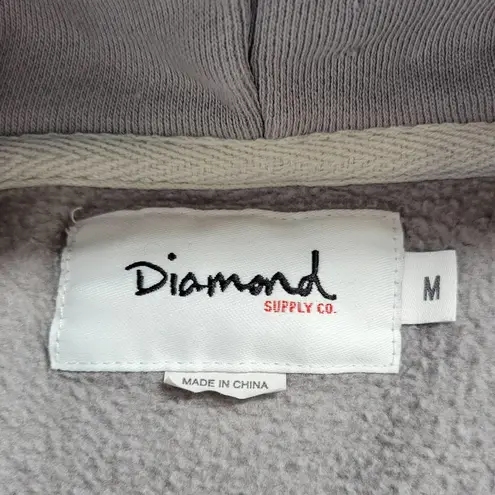 Diamond
SUPPLY CO.
M
MADE IN CHINA